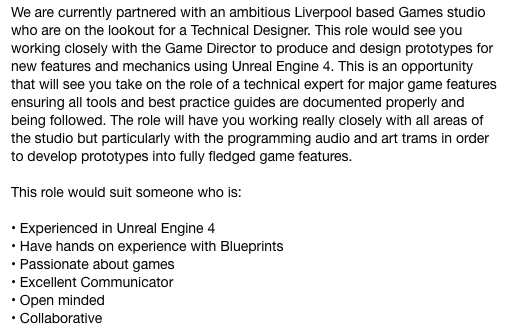 We are currently partnered with an ambitious Liverpool based Games studio
who are on the lookout for a Technical Designer. This role would see you
working closely with the Game Director to produce and design prototypes for
new features and mechanics using Unreal Engine 4. This is an opportunity
that will see you take on the role of a technical expert for major game features
ensuring all tools and best practice guides are documented properly and
being followed. The role will have you working really closely with all areas of
the studio but particularly with the programming audio and art trams in order
to develop prototypes into fully fledged game features.
This role would suit someone who is:
• Experienced in Unreal Engine 4
• Have hands on experience with Blueprints
• Passionate about games
• Excellent Communicator
• Open minded
• Collaborative